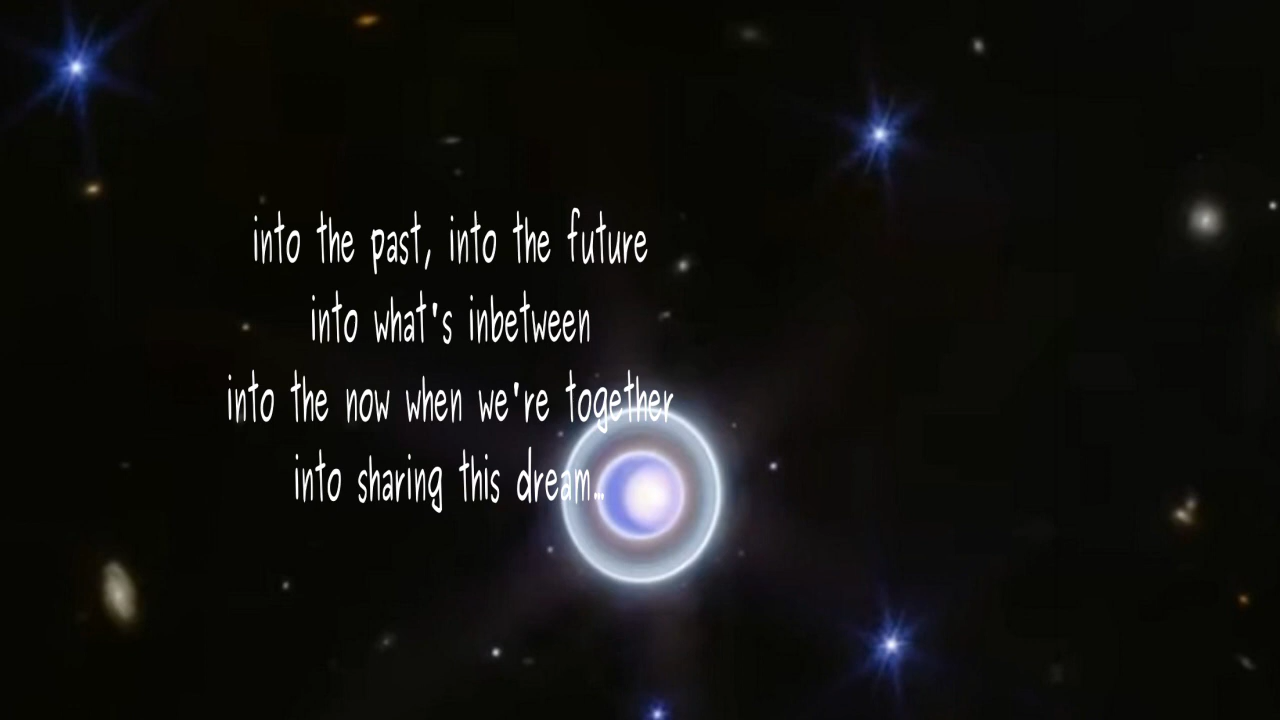 into the past, into the future
into what's inbetween
into the now when we're together
into sharing this dream...